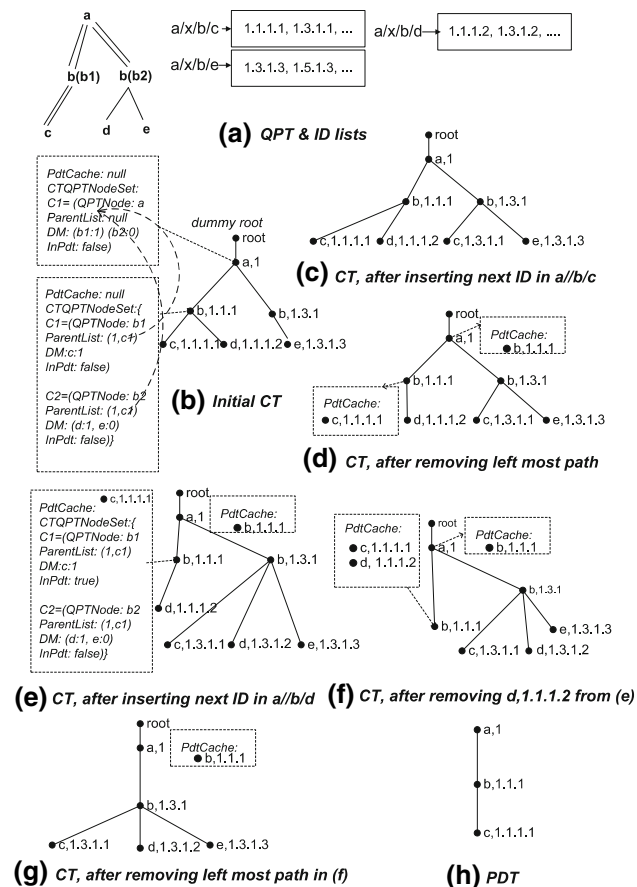 a
b(b1)
b(b2)
c
d
e
a/x/b/c
1.1.1.1, 1.3.1.1, ...
a/x/b/d
1.1.1.2, 1.3.1.2, ....
a/x/b/e
1.3.1.3, 1.5.1.3, ...
(a) QPT & ID lists
PdtCache: null
CTQPTNodeSet:
C1= (QPTNode: a
ParentList: null
DM: (b1:1) (b2:0)
InPdt: false)
PdtCache: null
CTQPTNodeSet:{
C1=(QPTNode: b1
ParentList: (1,c1)
DM:c:1
InPdt: false)
C2=(QPTNode: b2
ParentList: (1,c1)
DM: (d:1, e:0)
InPdt: false)}
dummy root
root
a,1
b,1.1.1
b,1.3.1
c,1.1.1.1
d,1.1.1.2
e,1.3.1.3
(b) Initial CT
root
a,1
b,1.1.1
b,1.3.1
c,1.1.1.1
d,1.1.1.2
c,1.3.1.1
e,1.3.1.3
(c) CT, after inserting next ID in a//b/c
root
a,1
PdtCache:
b,1.1.1
b,1.1.1
b,1.3.1
PdtCache:
c,1.1.1.1
d,1.1.1.2
c,1.3.1.1
e,1.3.1.3
(d) CT, after removing left most path
c,1.1.1.1
PdtCache:
CTQPTNodeSet:{
C1=(QPTNode: b1
ParentList: (1,c1)
DM:c:1
InPdt: true)
C2=(QPTNode: b2
ParentList: (1,c1)
DM: (d:1, e:0)
InPdt: false)}
root
a,1
PdtCache:
b,1.1.1
b,1.1.1
b,1.3.1
d,1.1.1.2
c,1.3.1.1
d,1.3.1.2
e,1.3.1.3
(e) CT, after inserting next ID in a//b/d
PdtCache:
c,1.1.1.1
d, 1.1.1.2
root
a,1
PdtCache:
b,1.1.1
b,1.3.1
b,1.1.1
e,1.3.1.3
c,1.3.1.1
d,1.3.1.2
(f) CT, after removing d,1.1.1.2 from (e)
root
a,1
PdtCache:
b,1.1.1
b,1.3.1
c,1.3.1.1
d,1.3.1.2
e,1.3.1.3
(g) CT, after removing left most path in (f)
a,1
b,1.1.1
c,1.1.1.1
(h) PDT